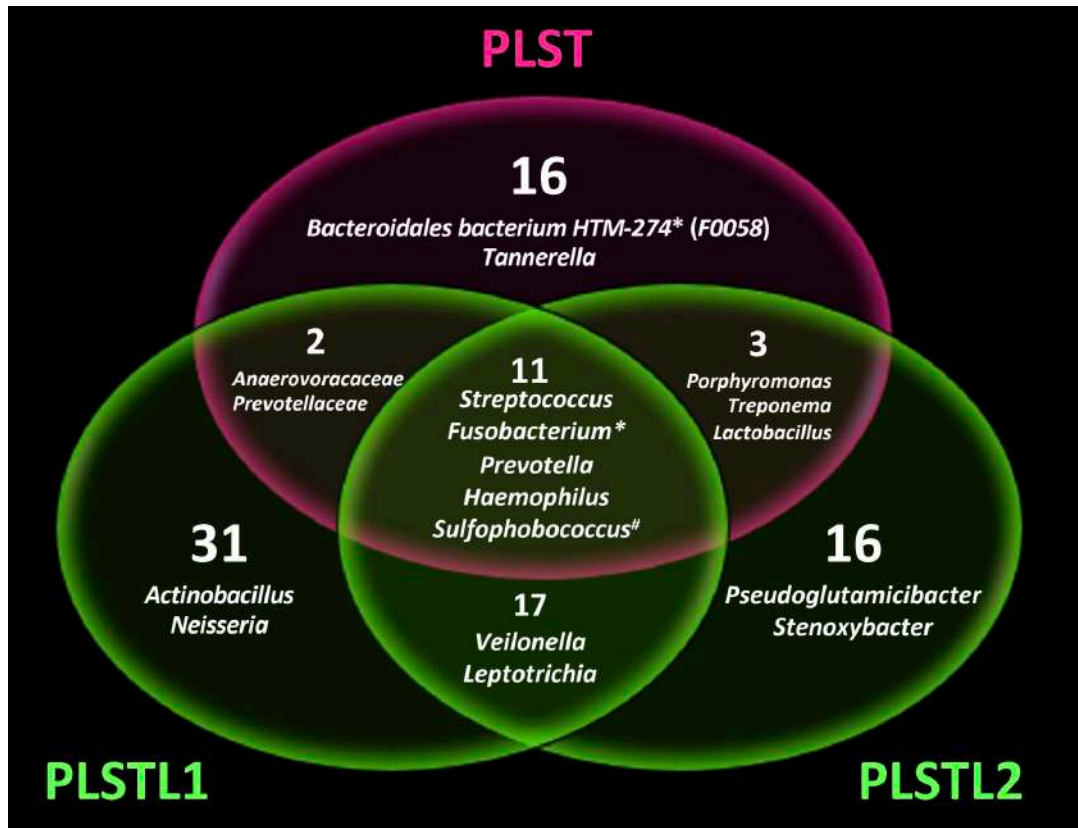 PLST
16
Bacteroidales bacterium HTM-274* (F0058)
Tannerella
2
Anaerovoracaceae
Prevotellaceae
11
Streptococcus
Fusobacterium*
Prevotella
Haemophilus
Sulfophobococcus#
3
Porphyromonas
Treponema
Lactobacillus
31
Actinobacillus
Neisseria
17
Veilonella
Leptotrichia
16
Pseudoglutamicibacter
Stenoxybacter
PLSTL1
PLSTL2